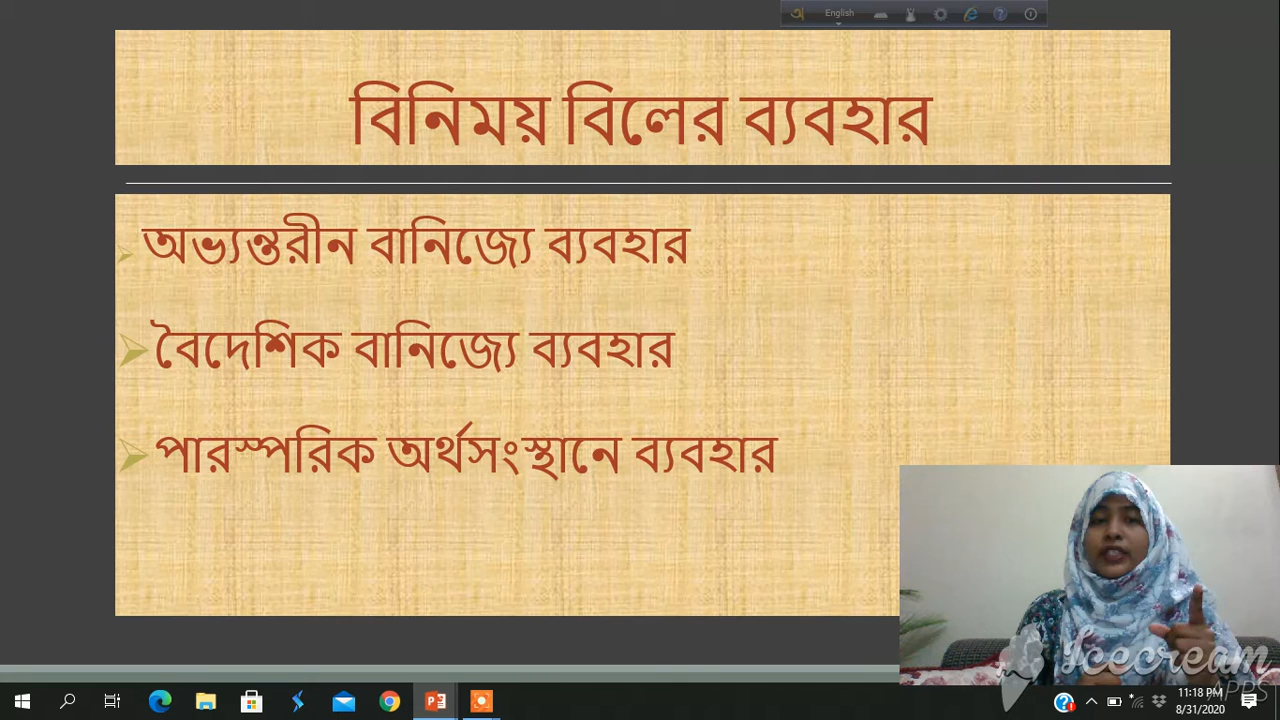 English
বিনিময় বিলের ব্যবহার
অভ্যন্তরীন বানিজ্যে ব্যবহার
বৈদেশিক বানিজ্যে ব্যবহার
পারস্পরিক অর্থসংস্থানে ব্যবহার
Icecream
APPS
11:18 PM
8/31/2020